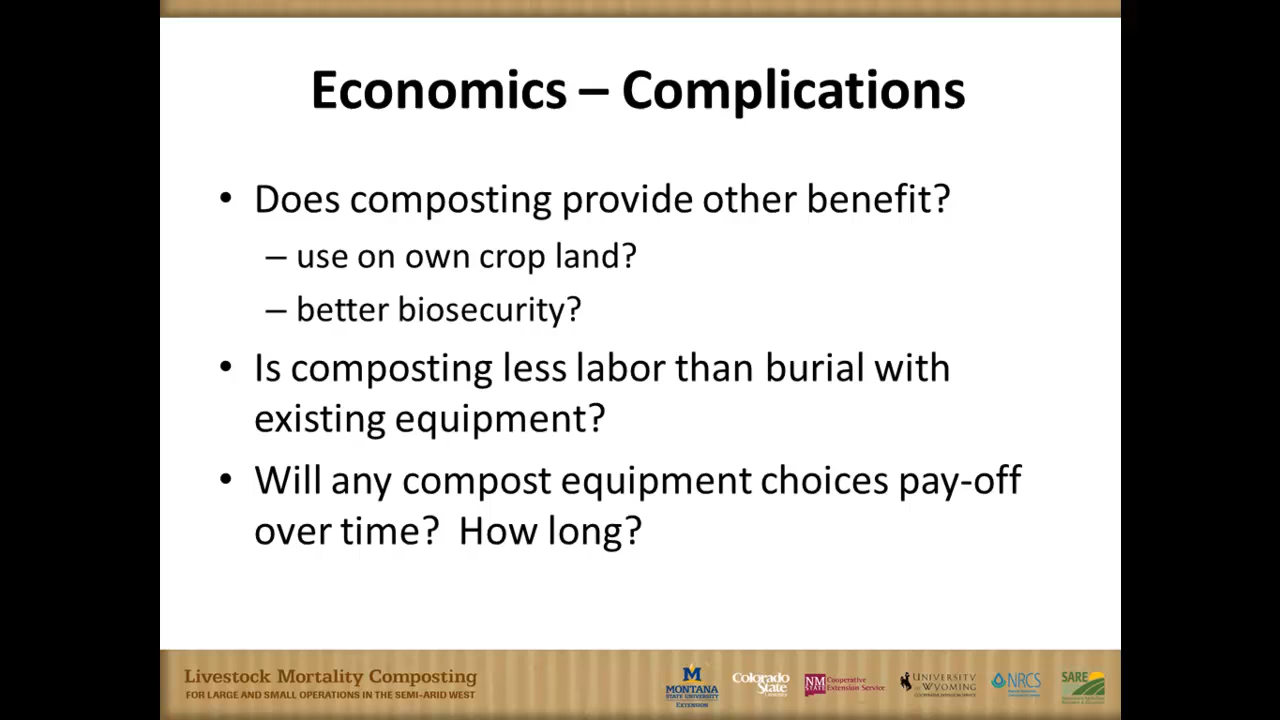 Economics – Complications
• Does composting provide other benefit?
– use on own crop land?
– better biosecurity?
• Is composting less labor than burial with
existing equipment?
• Will any compost equipment choices pay-off
over time?  How long?
Livestock Mortality Composting
FOR LARGE AND SMALL OPERATIONS IN THE SEMI-ARID WEST
M
MONTANA
STATE UNIVERSITY
EXTENSION
Colorado
State
NM
STATE
Cooperative
Extension Service
UNIVERSITY
OF WYOMING
COOPERATIVE EXTENSION SERVICE
NRCS
SARE